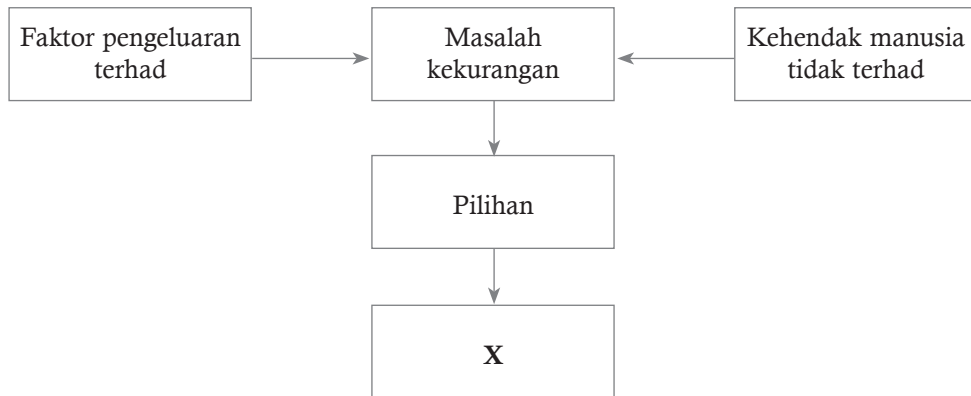 Faktor pengeluaran
terhad
Masalah
kekurangan
Kehendak manusia
tidak terhad
Pilihan
X